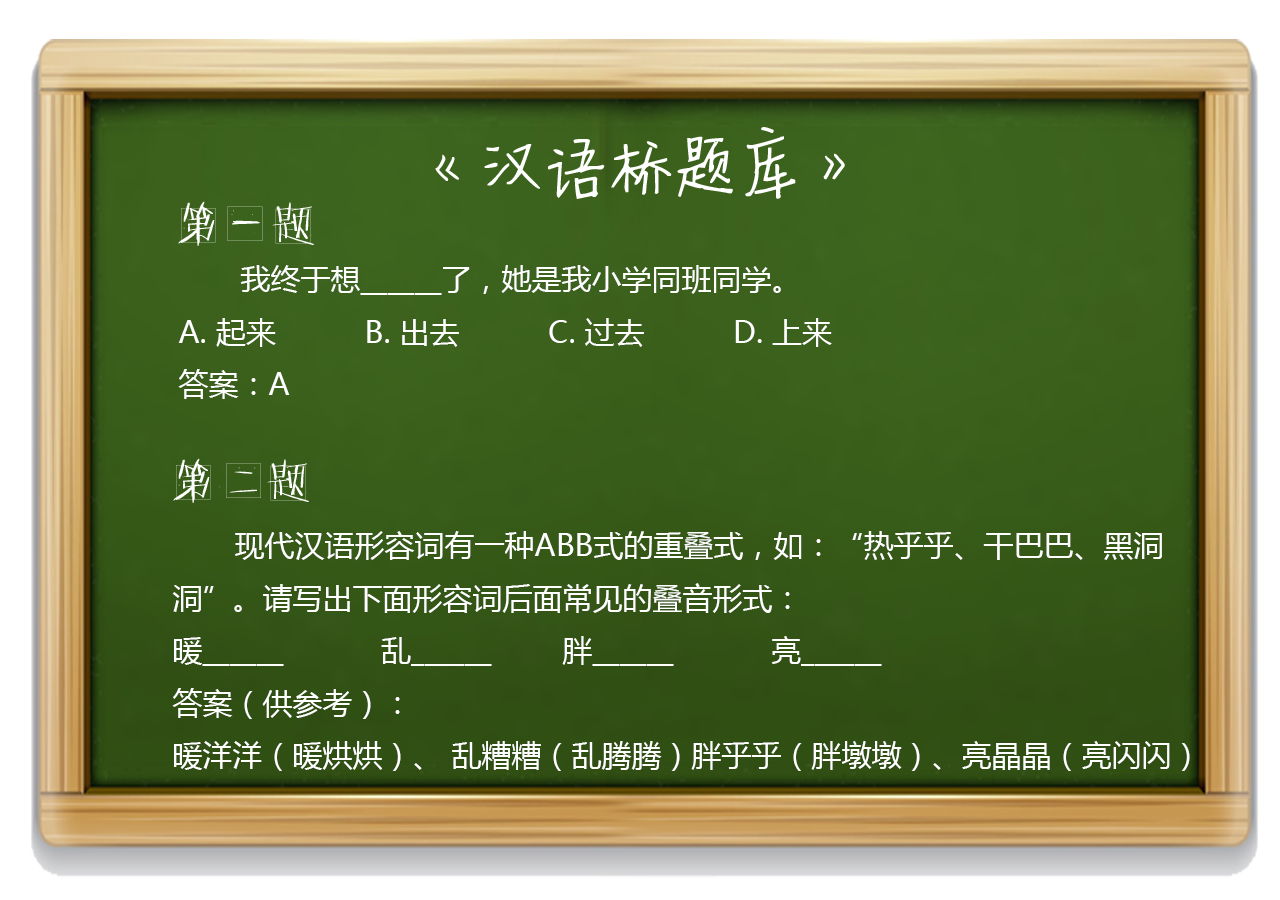 《汉语桥题库》
第一题
我终于想______了，她是我小学同班同学。
A. 起来 B. 出去 C. 过去 D. 上来
答案：A
第二题
现代汉语形容词有一种ABB式的重叠式，如：“热乎乎、干巴巴、黑洞
洞”。请写出下面形容词后面常见的叠音形式：
暖______ 乱______ 胖______ 亮______
答案（供参考）：
暖洋洋（暖烘烘）、 乱糟糟（乱腾腾）胖乎乎（胖墩墩）、亮晶晶（亮闪闪）